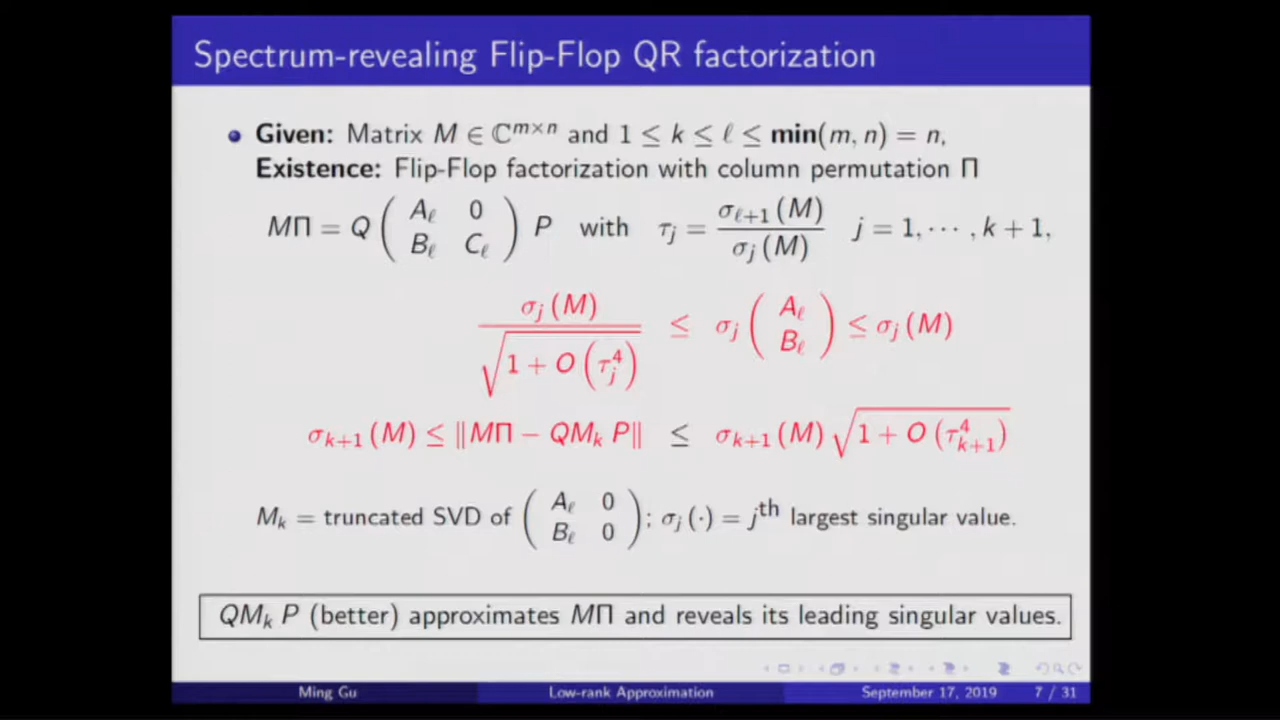 Spectrum-revealing Flip-Flop QR factorization
Given: Matrix M ∈ ℂ^{m×n} and 1 ≤ k ≤ ℓ ≤ min(m, n) = n,
Existence: Flip-Flop factorization with column permutation Π
MΠ = Q ( A_ℓ 0 ; B_ℓ C_ℓ ) P with τ_j = σ_{ℓ+1}(M) / σ_j(M) j = 1, ⋯ , k + 1,
σ_j(M) / √(1 + O(τ_j^4)) ≤ σ_j ( A_ℓ ; B_ℓ ) ≤ σ_j(M)
σ_{k+1}(M) ≤ ‖MΠ − QM_k P‖ ≤ σ_{k+1}(M) √(1 + O(τ_{k+1}^4))
M_k = truncated SVD of ( A_ℓ 0 ; B_ℓ 0 ); σ_j(·) = j^th largest singular value.
QM_k P (better) approximates MΠ and reveals its leading singular values.
Ming Gu Low-rank Approximation September 17, 2019 7 / 31